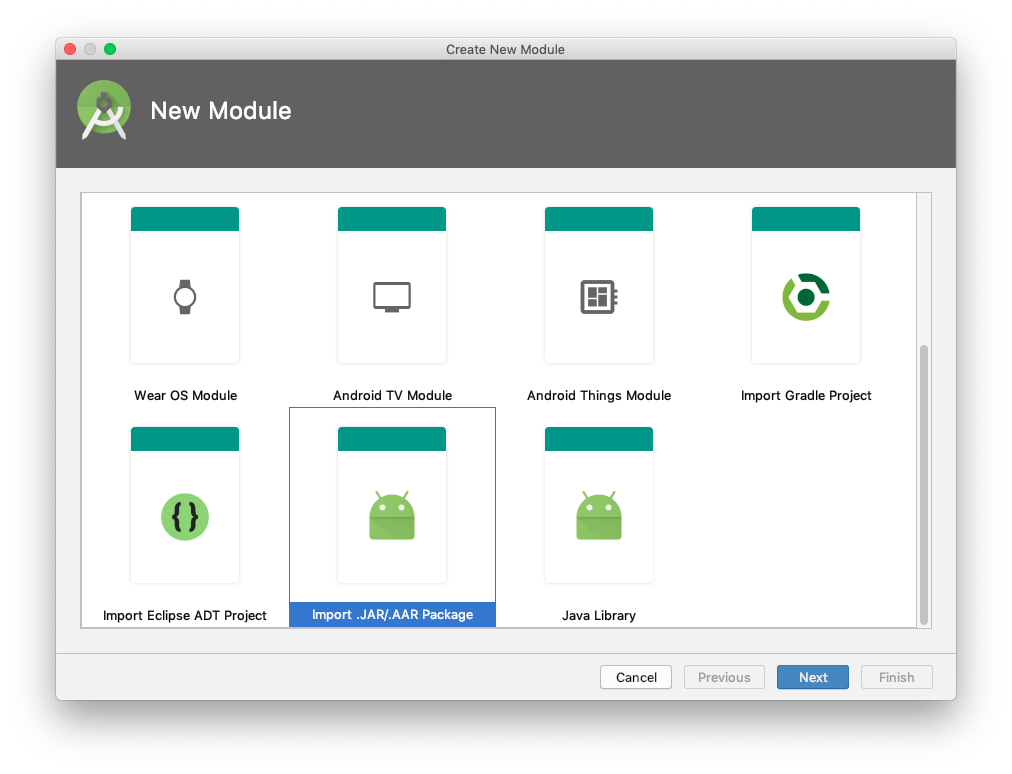 Create New Module
New Module
Wear OS Module
Android TV Module
Android Things Module
Import Gradle Project
Import Eclipse ADT Project
Import .JAR/.AAR Package
Java Library
Cancel
Previous
Next
Finish